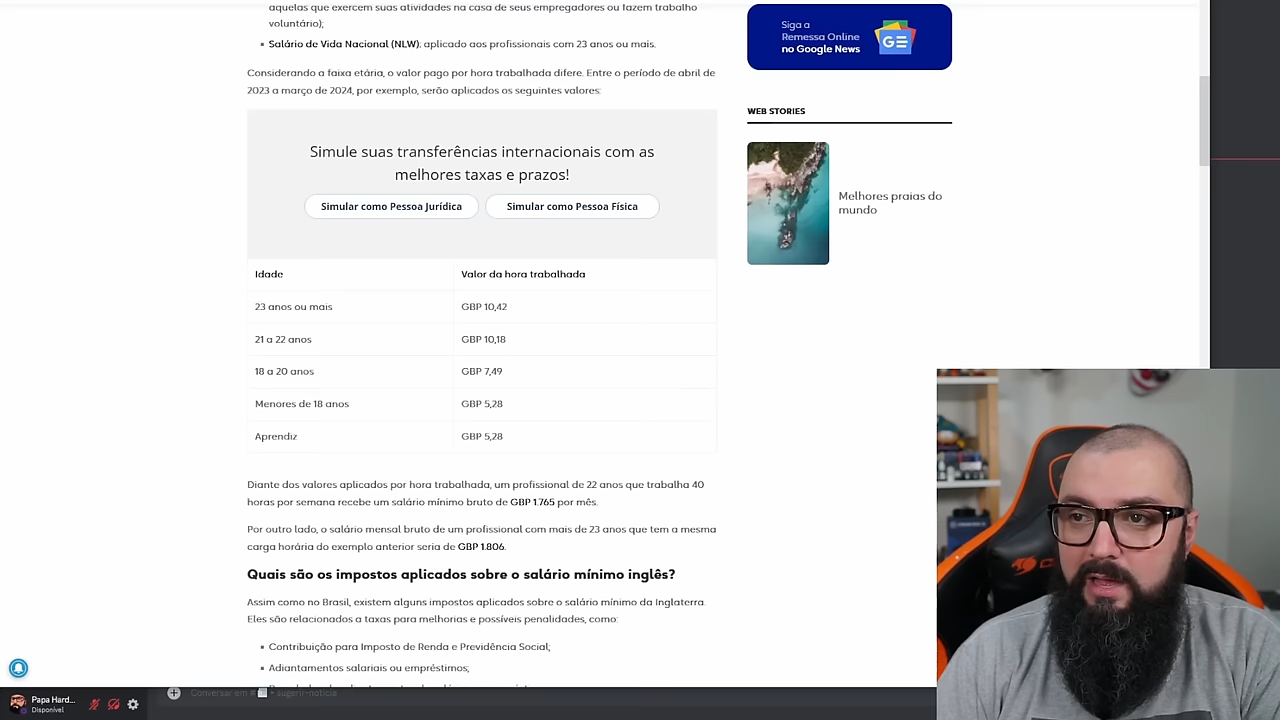 aquelas que exercem suas atividades na casa de seus empregadores ou fazem trabalho
voluntário);
Salário de Vida Nacional (NLW): aplicado aos profissionais com 23 anos ou mais.
Considerando a faixa etária, o valor pago por hora trabalhada difere. Entre o período de abril de
2023 a março de 2024, por exemplo, serão aplicados os seguintes valores:
Simule suas transferências internacionais com as
melhores taxas e prazos!
Simular como Pessoa Jurídica
Simular como Pessoa Física
Idade
Valor da hora trabalhada
23 anos ou mais
GBP 10,42
21 a 22 anos
GBP 10,18
18 a 20 anos
GBP 7,49
Menores de 18 anos
GBP 5,28
Aprendiz
GBP 5,28
Diante dos valores aplicados por hora trabalhada, um profissional de 22 anos que trabalha 40
horas por semana recebe um salário mínimo bruto de GBP 1.765 por mês.
Por outro lado, o salário mensal bruto de um profissional com mais de 23 anos que tem a mesma
carga horária do exemplo anterior seria de GBP 1.806.
Quais são os impostos aplicados sobre o salário mínimo inglês?
Assim como no Brasil, existem alguns impostos aplicados sobre o salário mínimo da Inglaterra.
Eles são relacionados a taxas para melhorias e possíveis penalidades, como:
Contribuição para Imposto de Renda e Previdência Social;
Adiantamentos salariais ou empréstimos;
Siga a
Remessa Online
no Google News
GE
WEB STORIES
Melhores praias do
mundo
Papa Hard...
Disponível
Conversar em #
sugerir-notícia
COUGAR